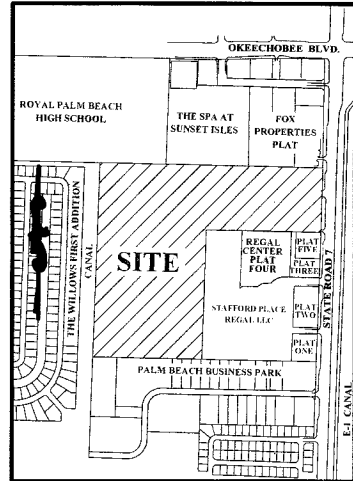 OKEECHOBEE BLVD.
ROYAL PALM BEACH
HIGH SCHOOL
THE SPA AT
SUNSET ISLES
FOX
PROPERTIES
PLAT
THE WILLOWS FIRST ADDITION
CANAL
SITE
REGAL
CENTER
PLAT
FOUR
PLAT
FIVE
PLAT
THREE
STAFFORD PLACE
REGAL LLC
PLAT
TWO
PLAT
ONE
STATE ROAD 7
PALM BEACH BUSINESS PARK
E-1 CANAL